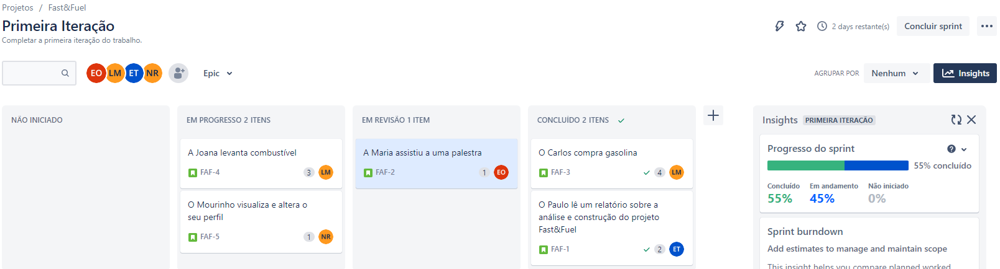 Projetos / Fast&Fuel
Primeira Iteração
Completar a primeira iteração do trabalho.
2 days restante(s)
Concluir sprint
EO LM ET NR
Epic
AGRUPAR POR
Nenhum
Insights
NÃO INICIADO
EM PROGRESSO 2 ITENS
A Joana levanta combustível
FAF-4 3 LM
O Mourinho visualiza e altera o
seu perfil
FAF-5 1 NR
EM REVISÃO 1 ITEM
A Maria assistiu a uma palestra
FAF-2 1 EO
CONCLUÍDO 2 ITENS
O Carlos compra gasolina
FAF-3 4 LM
O Paulo lê um relatório sobre a
análise e construção do projeto
Fast&Fuel
FAF-1 2 ET
Insights PRIMEIRA ITERAÇÃO
Progresso do sprint
55% concluído
Concluído Em andamento Não iniciado
55% 45% 0%
Sprint burndown
Add estimates to manage and maintain scope
This insight helps you compare planned worked